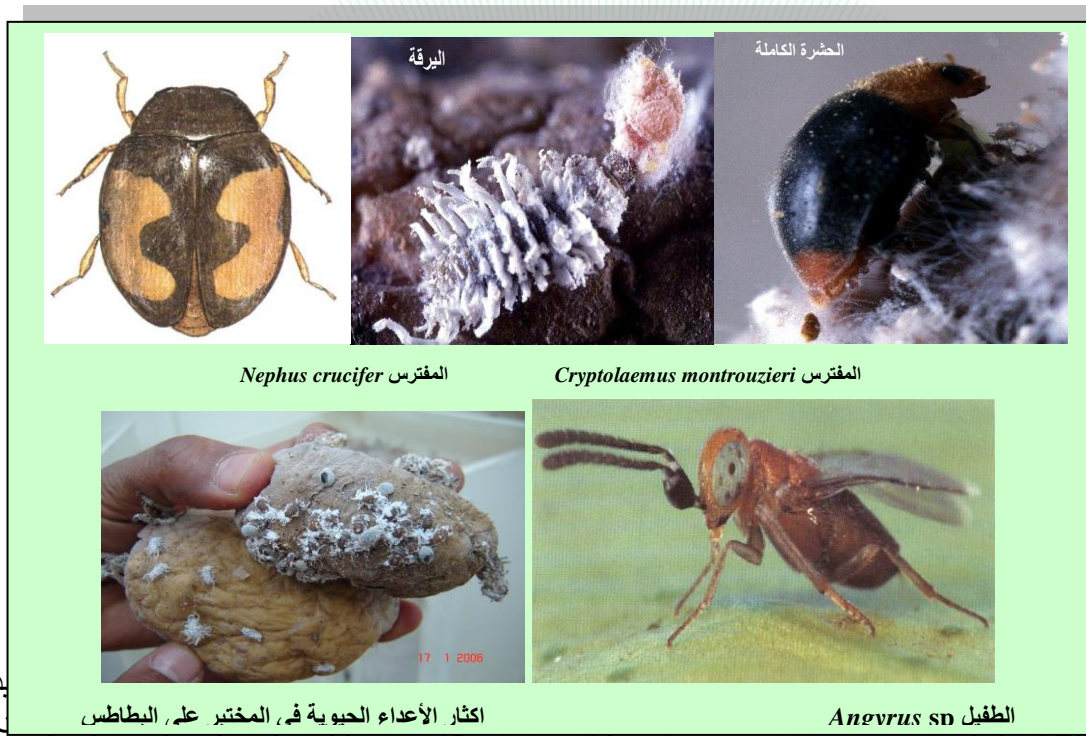 الحشرة الكاملة
اليرقة
المفترس Cryptolaemus montrouzieri
المفترس Nephus crucifer
17 1 2006
الطفيل Angyrus sp
اكثار الأعداء الحيوية في المختبر على البطاطس